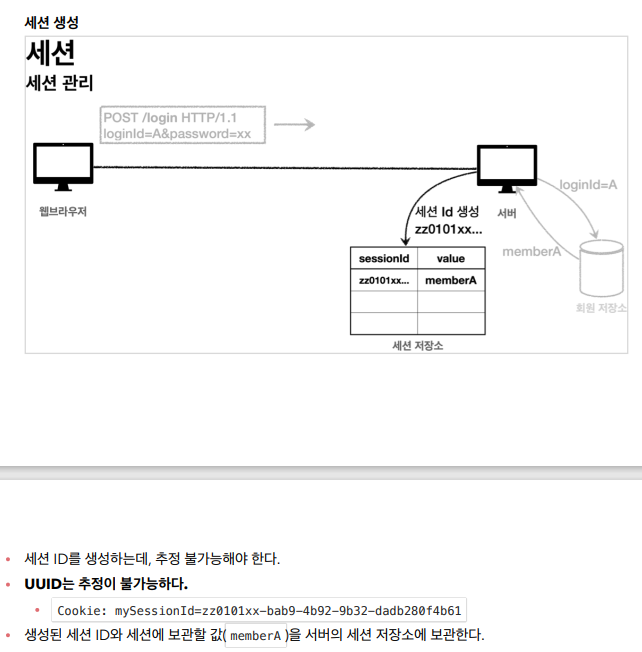 세션 생성
세션
세션 관리
POST /login HTTP/1.1
loginId=A&password=xx
웹브라우저
서버
loginId=A
세션 Id 생성
zz0101xx...
memberA
sessionId value
zz0101xx... memberA
회원 저장소
세션 저장소
• 세션 ID를 생성하는데, 추정 불가능해야 한다.
• UUID는 추정이 불가능하다.
• Cookie: mySessionId=zz0101xx-bab9-4b92-9b32-dadb280f4b61
• 생성된 세션 ID와 세션에 보관할 값(memberA)을 서버의 세션 저장소에 보관한다.